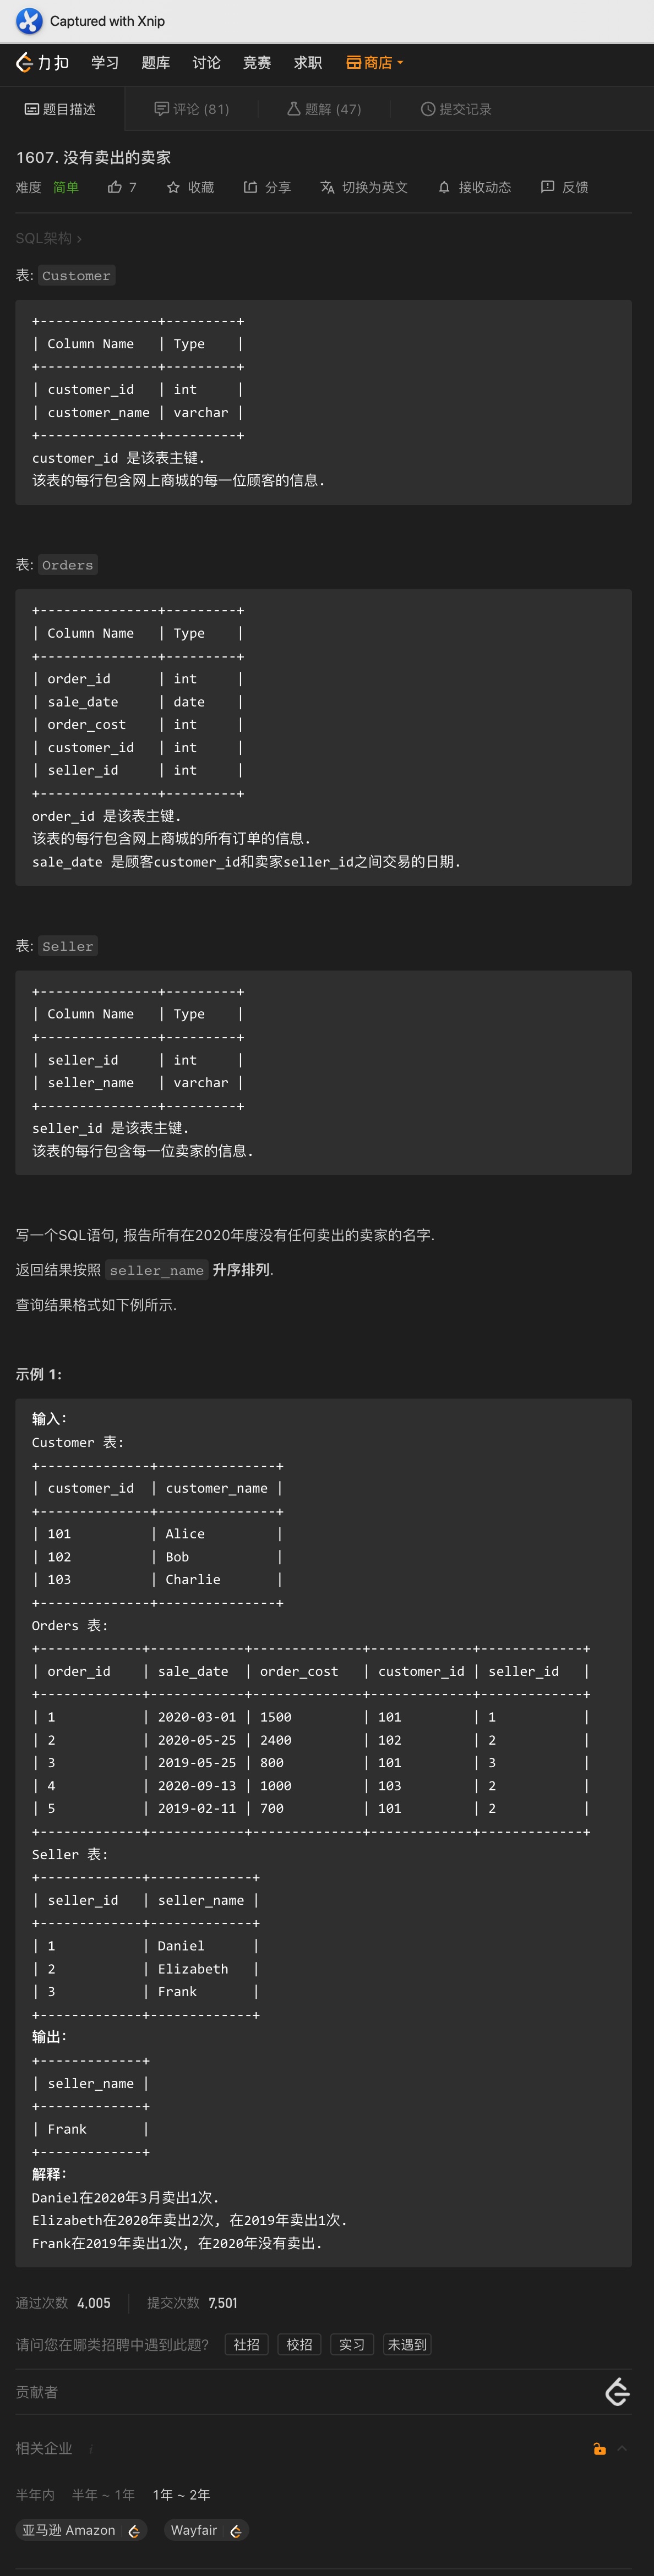 Captured with Xnip
力扣 学习 题库 讨论 竞赛 求职 商店
题目描述 评论 (81) 题解 (47) 提交记录
1607. 没有卖出的卖家
难度 简单 7 收藏 分享 切换为英文 接收动态 反馈
SQL架构 ›
表: Customer
+---------------+---------+
| Column Name   | Type    |
+---------------+---------+
| customer_id   | int     |
| customer_name | varchar |
+---------------+---------+
customer_id 是该表主键.
该表的每行包含网上商城的每一位顾客的信息.
表: Orders
+---------------+---------+
| Column Name   | Type    |
+---------------+---------+
| order_id      | int     |
| sale_date     | date    |
| order_cost    | int     |
| customer_id   | int     |
| seller_id     | int     |
+---------------+---------+
order_id 是该表主键.
该表的每行包含网上商城的所有订单的信息.
sale_date 是顾客customer_id和卖家seller_id之间交易的日期.
表: Seller
+---------------+---------+
| Column Name   | Type    |
+---------------+---------+
| seller_id     | int     |
| seller_name   | varchar |
+---------------+---------+
seller_id 是该表主键.
该表的每行包含每一位卖家的信息.
写一个SQL语句, 报告所有在2020年度没有任何卖出的卖家的名字.
返回结果按照 seller_name 升序排列.
查询结果格式如下例所示.
示例 1:
输入：
Customer 表:
+--------------+---------------+
| customer_id  | customer_name |
+--------------+---------------+
| 101          | Alice         |
| 102          | Bob           |
| 103          | Charlie       |
+--------------+---------------+
Orders 表:
+-------------+------------+--------------+-------------+-------------+
| order_id    | sale_date  | order_cost   | customer_id | seller_id   |
+-------------+------------+--------------+-------------+-------------+
| 1           | 2020-03-01 | 1500         | 101         | 1           |
| 2           | 2020-05-25 | 2400         | 102         | 2           |
| 3           | 2019-05-25 | 800          | 101         | 3           |
| 4           | 2020-09-13 | 1000         | 103         | 2           |
| 5           | 2019-02-11 | 700          | 101         | 2           |
+-------------+------------+--------------+-------------+-------------+
Seller 表:
+-------------+-------------+
| seller_id   | seller_name |
+-------------+-------------+
| 1           | Daniel      |
| 2           | Elizabeth   |
| 3           | Frank       |
+-------------+-------------+
输出：
+-------------+
| seller_name |
+-------------+
| Frank       |
+-------------+
解释：
Daniel在2020年3月卖出1次.
Elizabeth在2020年卖出2次, 在2019年卖出1次.
Frank在2019年卖出1次, 在2020年没有卖出.
通过次数 4,005 提交次数 7,501
请问您在哪类招聘中遇到此题? 社招 校招 实习 未遇到
贡献者
相关企业 i
半年内 半年 ~ 1年 1年 ~ 2年
亚马逊 Amazon Wayfair